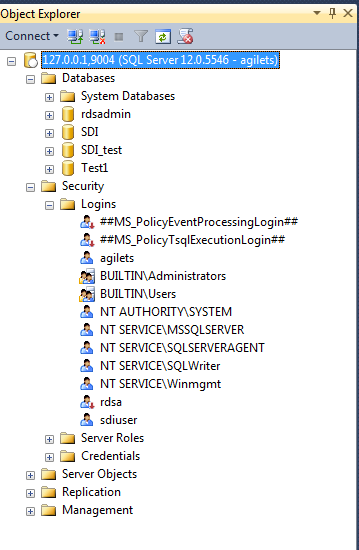 Object Explorer
Connect
127.0.0.1,9004 (SQL Server 12.0.5546 - agilets)
Databases
System Databases
rdsadmin
SDI
SDI_test
Test1
Security
Logins
##MS_PolicyEventProcessingLogin##
##MS_PolicyTsqlExecutionLogin##
agilets
BUILTIN\Administrators
BUILTIN\Users
NT AUTHORITY\SYSTEM
NT SERVICE\MSSQLSERVER
NT SERVICE\SQLSERVERAGENT
NT SERVICE\SQLWriter
NT SERVICE\Winmgmt
rdsa
sdiuser
Server Roles
Credentials
Server Objects
Replication
Management